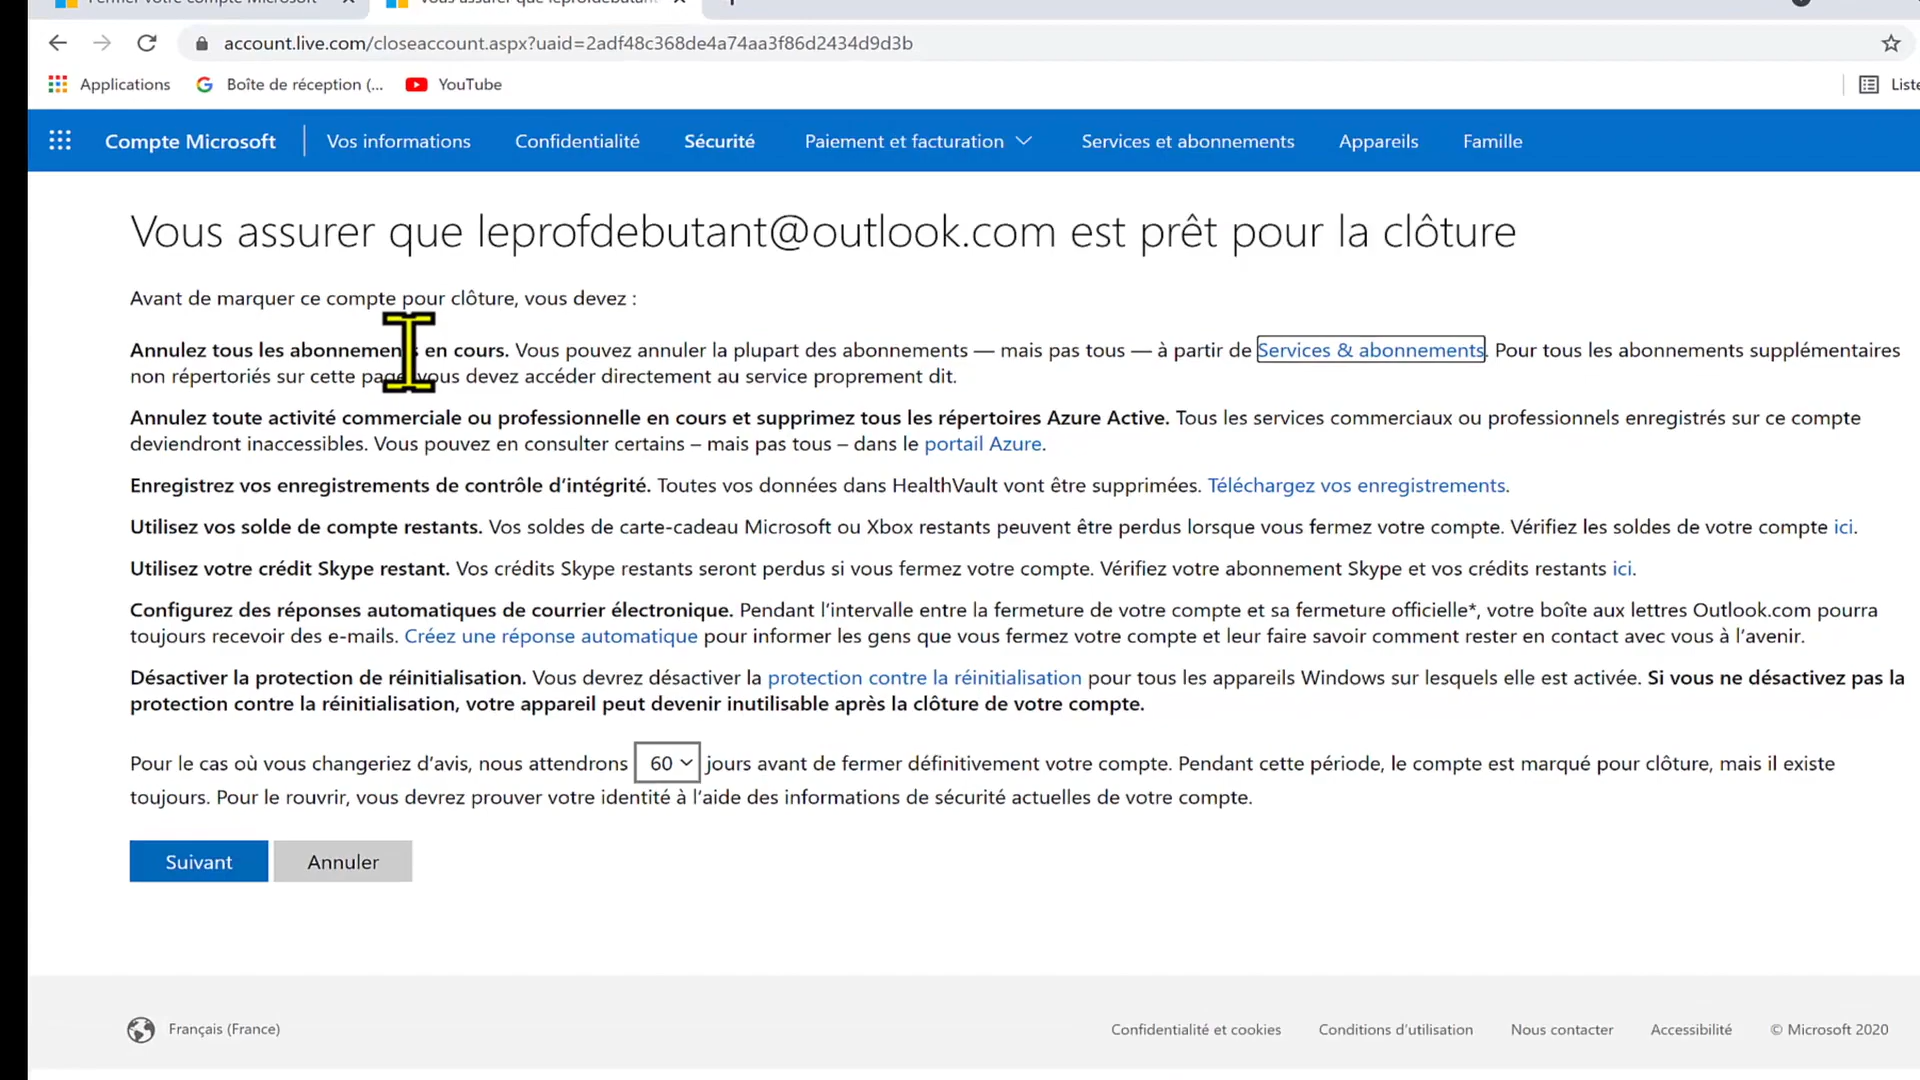 Fermer votre compte Microsoft
Vous assurer que leprofdebutant
account.live.com/closeaccount.aspx?uaid=2adf48c368de4a74aa3f86d2434d9d3b
Applications Boîte de réception (... YouTube Liste
Compte Microsoft Vos informations Confidentialité Sécurité Paiement et facturation Services et abonnements Appareils Famille
Vous assurer que leprofdebutant@outlook.com est prêt pour la clôture
Avant de marquer ce compte pour clôture, vous devez :
Annulez tous les abonnements en cours. Vous pouvez annuler la plupart des abonnements — mais pas tous — à partir de Services & abonnements. Pour tous les abonnements supplémentaires
non répertoriés sur cette page, vous devez accéder directement au service proprement dit.
Annulez toute activité commerciale ou professionnelle en cours et supprimez tous les répertoires Azure Active. Tous les services commerciaux ou professionnels enregistrés sur ce compte
deviendront inaccessibles. Vous pouvez en consulter certains – mais pas tous – dans le portail Azure.
Enregistrez vos enregistrements de contrôle d’intégrité. Toutes vos données dans HealthVault vont être supprimées. Téléchargez vos enregistrements.
Utilisez vos solde de compte restants. Vos soldes de carte-cadeau Microsoft ou Xbox restants peuvent être perdus lorsque vous fermez votre compte. Vérifiez les soldes de votre compte ici.
Utilisez votre crédit Skype restant. Vos crédits Skype restants seront perdus si vous fermez votre compte. Vérifiez votre abonnement Skype et vos crédits restants ici.
Configurez des réponses automatiques de courrier électronique. Pendant l’intervalle entre la fermeture de votre compte et sa fermeture officielle*, votre boîte aux lettres Outlook.com pourra
toujours recevoir des e-mails. Créez une réponse automatique pour informer les gens que vous fermez votre compte et leur faire savoir comment rester en contact avec vous à l’avenir.
Désactiver la protection de réinitialisation. Vous devrez désactiver la protection contre la réinitialisation pour tous les appareils Windows sur lesquels elle est activée. Si vous ne désactivez pas la
protection contre la réinitialisation, votre appareil peut devenir inutilisable après la clôture de votre compte.
Pour le cas où vous changeriez d’avis, nous attendrons 60 jours avant de fermer définitivement votre compte. Pendant cette période, le compte est marqué pour clôture, mais il existe
toujours. Pour le rouvrir, vous devrez prouver votre identité à l’aide des informations de sécurité actuelles de votre compte.
Suivant Annuler
Français (France) Confidentialité et cookies Conditions d’utilisation Nous contacter Accessibilité © Microsoft 2020